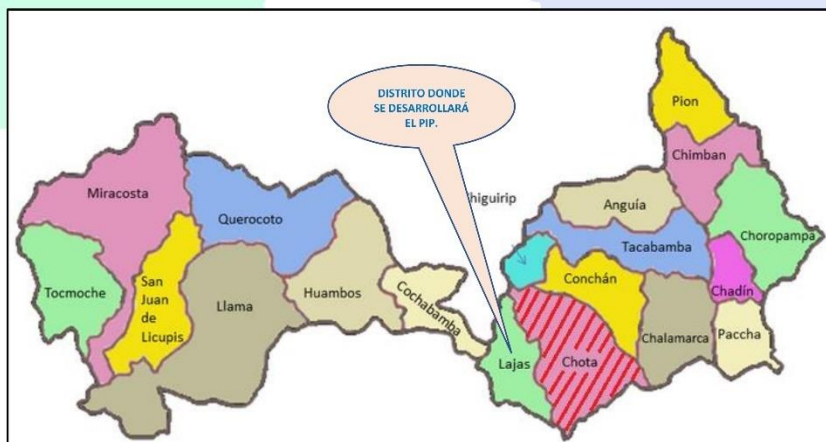 DISTRITO DONDE
SE DESARROLLARÁ
EL PIP.
Pion
Chimban
Miracosta
higuirip
Anguía
Querocoto
Choropampa
Tacabamba
Tocmoche
San
Juan
de
Licupis
Llama
Huambos
Cochabamba
Conchán
Chadín
Lajas
Chota
Chalamarca
Paccha